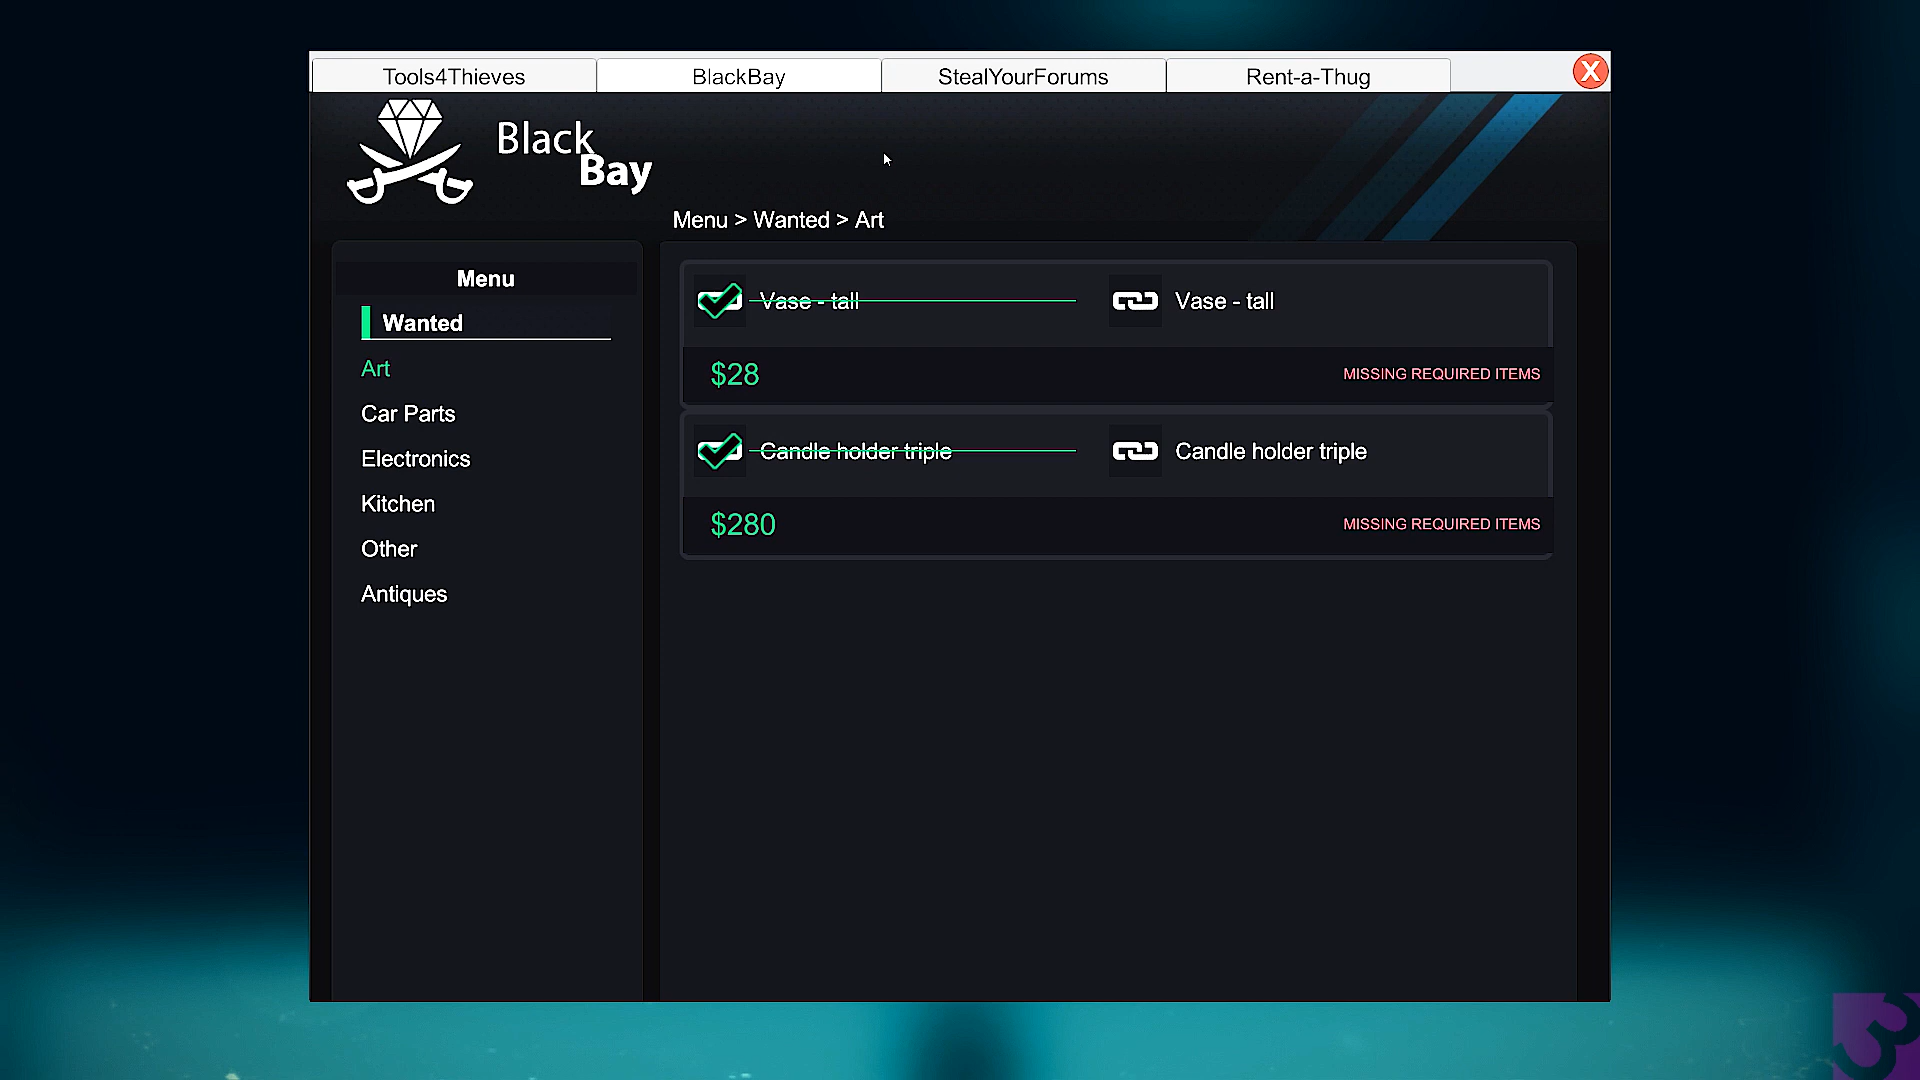 Tools4Thieves
BlackBay
StealYourForums
Rent-a-Thug
X
Black
Bay
Menu > Wanted > Art
Menu
Wanted
Art
Car Parts
Electronics
Kitchen
Other
Antiques
Vase - tall
Vase - tall
$28
MISSING REQUIRED ITEMS
Candle holder triple
Candle holder triple
$280
MISSING REQUIRED ITEMS